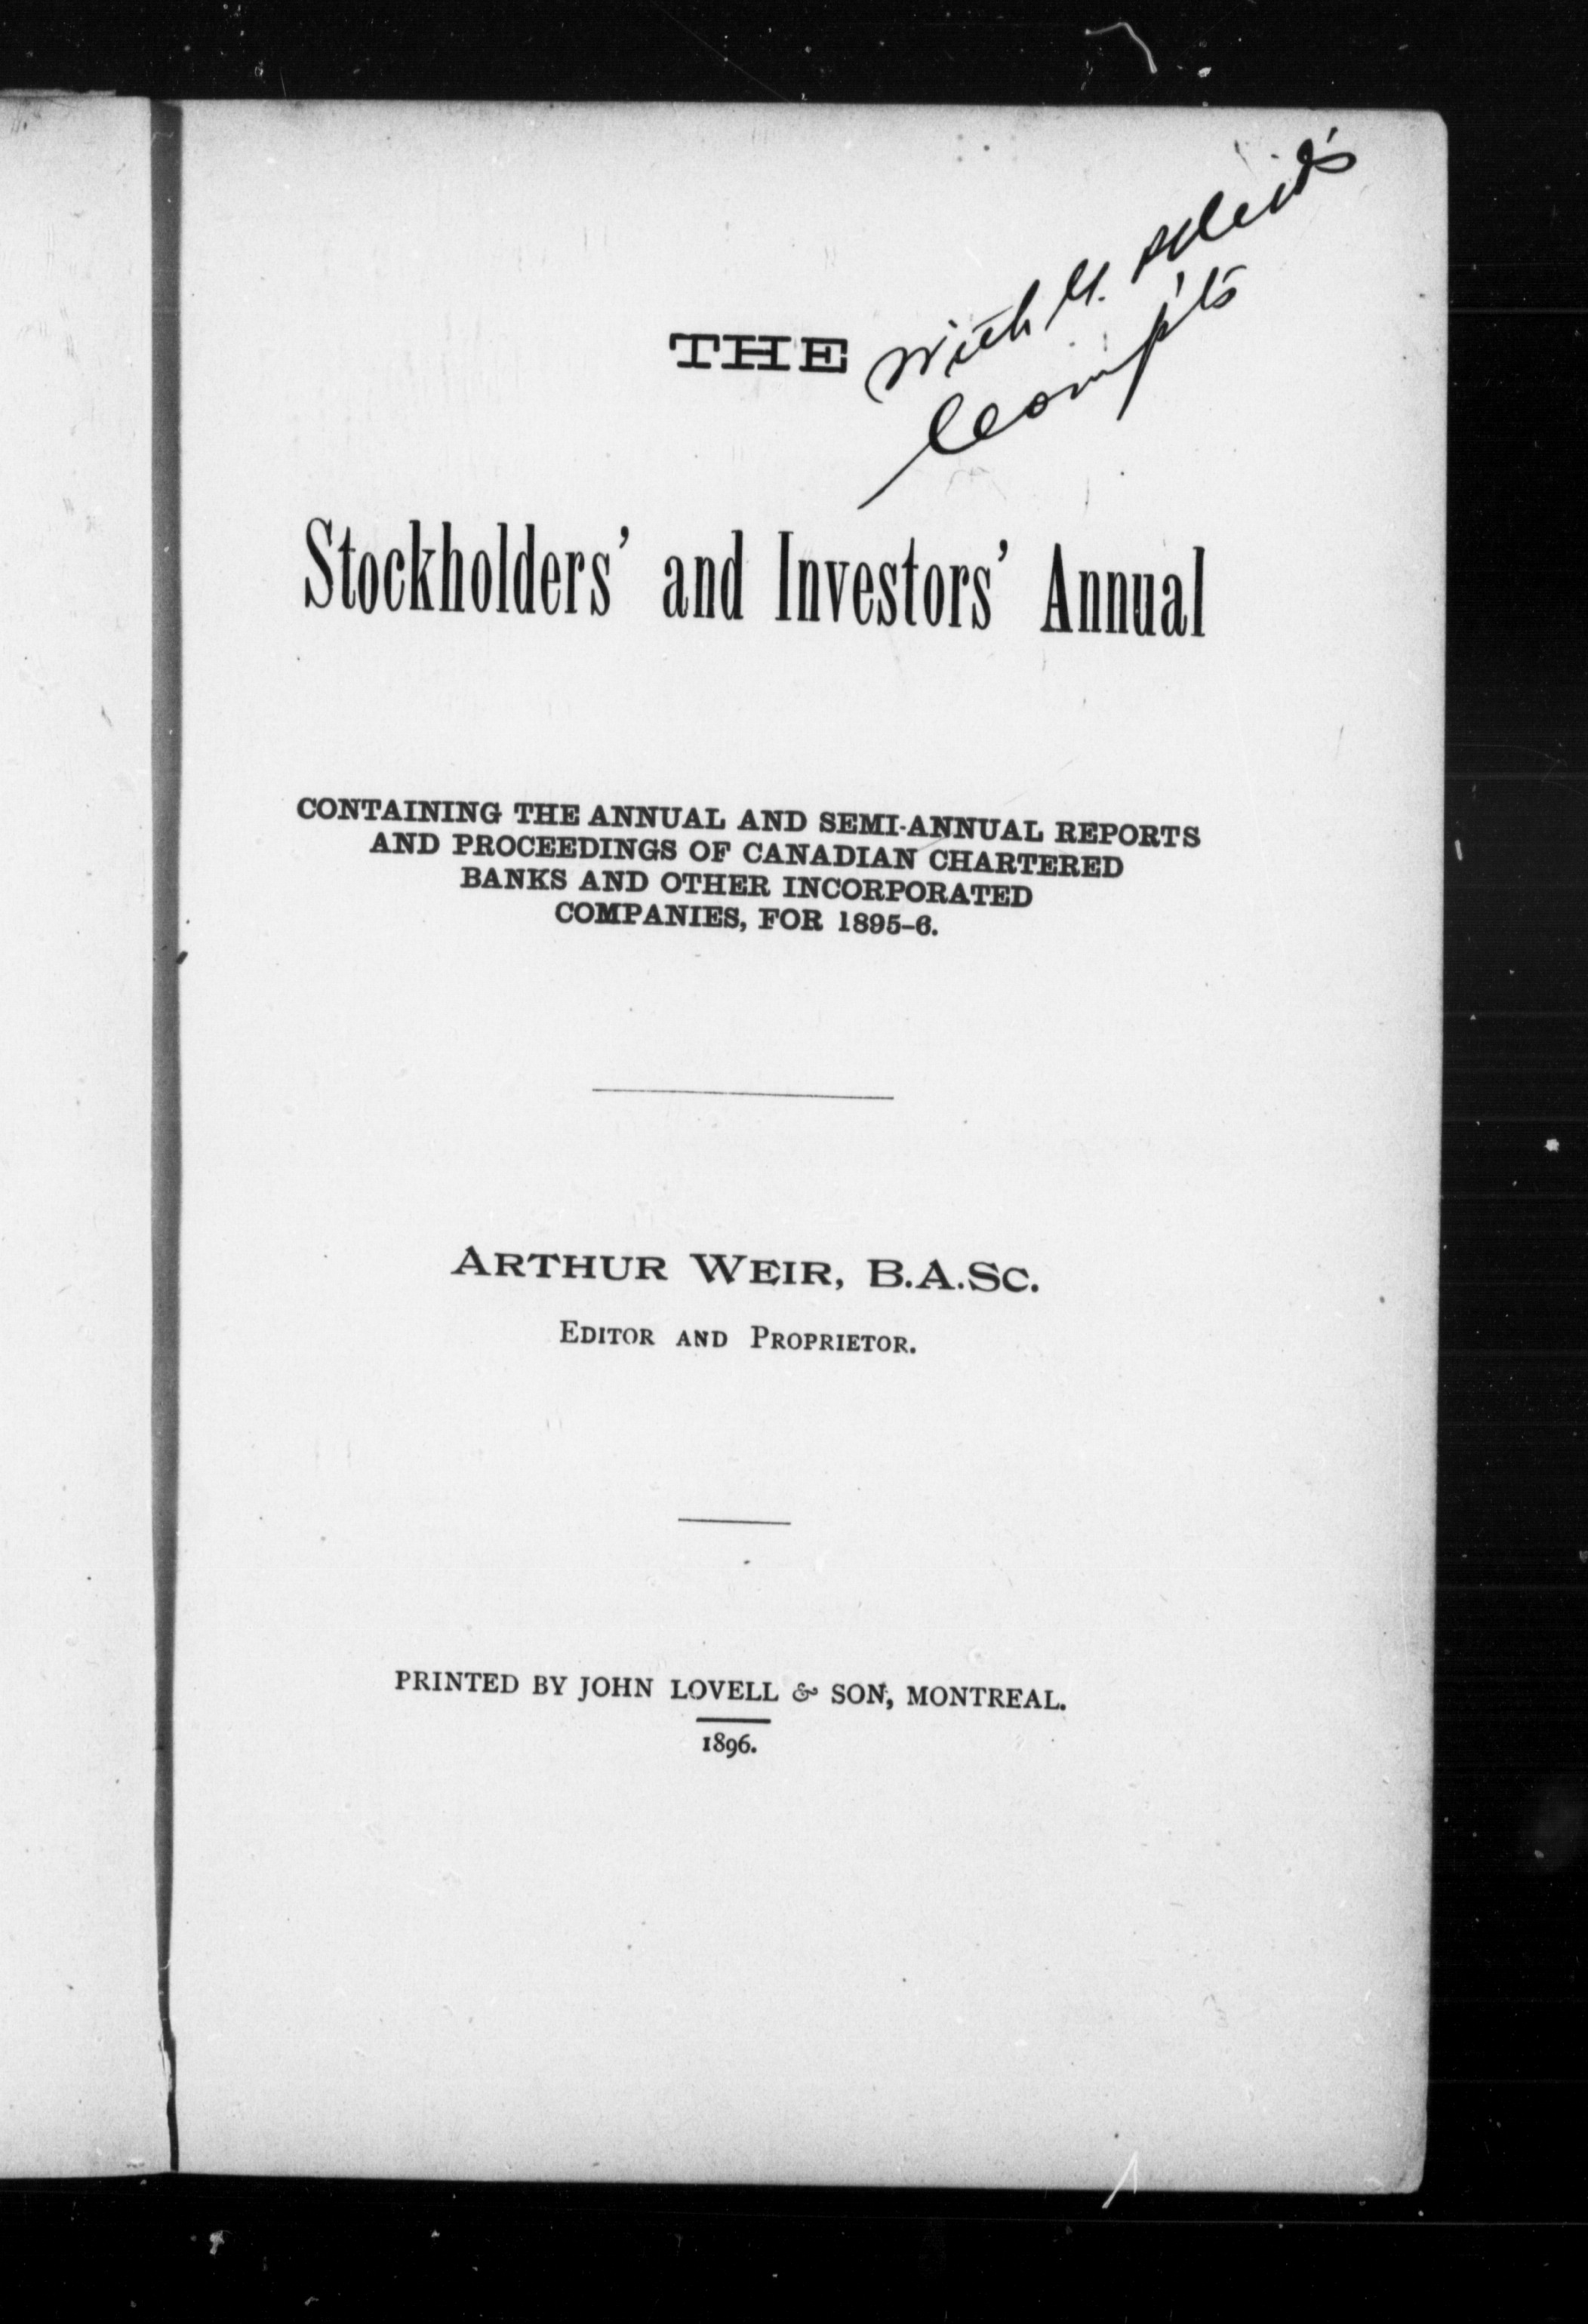 THE
With
Stockholders' and Investors' Annual
CONTAINING THE ANNUAL AND SEMI-ANNUAL REPORTS
AND PROCEEDINGS OF CANADIAN CHARTERED
BANKS AND OTHER INCORPORATED
COMPANIES, FOR 1895-6.
ARTHUR WEIR, B.A.SC.
EDITOR AND PROPRIETOR.
PRINTED BY JOHN LOVELL & SON, MONTREAL.
1896.